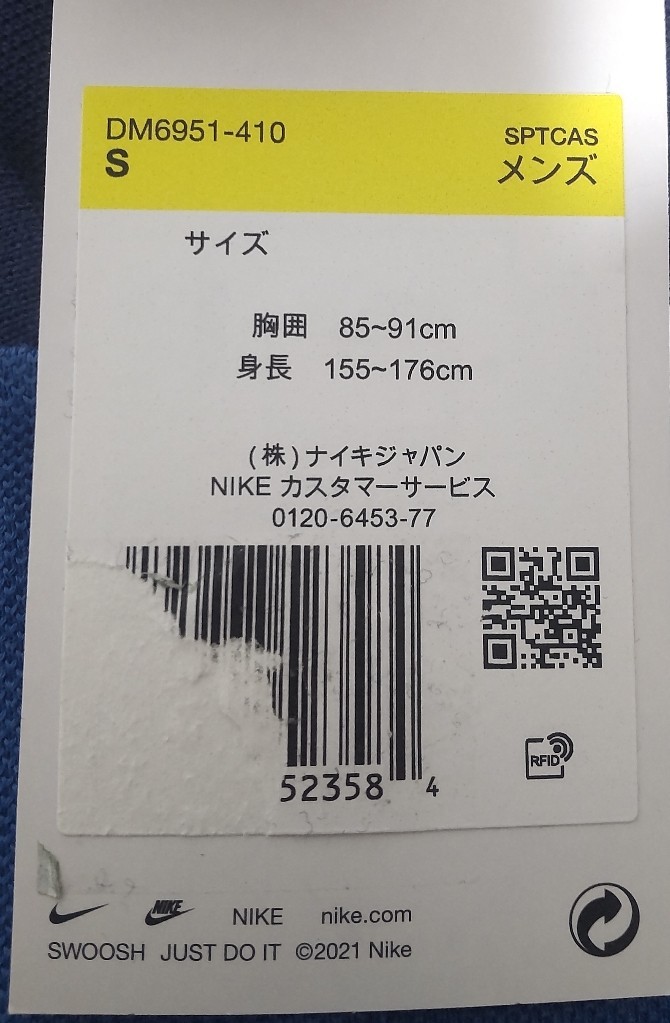 DM6951-410
S
SPTCAS
メンズ
サイズ
胸囲 85~91cm
身長 155~176cm
(株)ナイキジャパン
NIKE カスタマーサービス
0120-6453-77
52358 4
RFID
NIKE NIKE nike.com
SWOOSH JUST DO IT ©2021 Nike